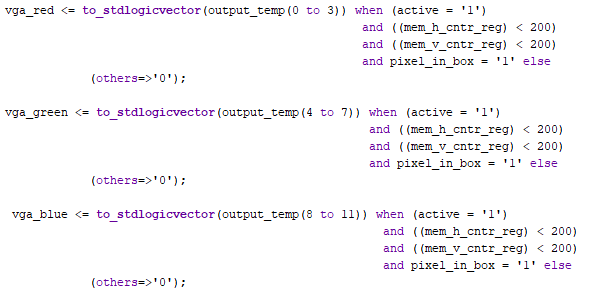 vga_red <= to_stdlogicvector(output_temp(0 to 3)) when (active = '1')
and ((mem_h_cntr_reg) < 200)
and ((mem_v_cntr_reg) < 200)
and pixel_in_box = '1' else
(others=>'0');
vga_green <= to_stdlogicvector(output_temp(4 to 7)) when (active = '1')
and ((mem_h_cntr_reg) < 200)
and ((mem_v_cntr_reg) < 200)
and pixel_in_box = '1' else
(others=>'0');
vga_blue <= to_stdlogicvector(output_temp(8 to 11)) when (active = '1')
and ((mem_h_cntr_reg) < 200)
and ((mem_v_cntr_reg) < 200)
and pixel_in_box = '1' else
(others=>'0');